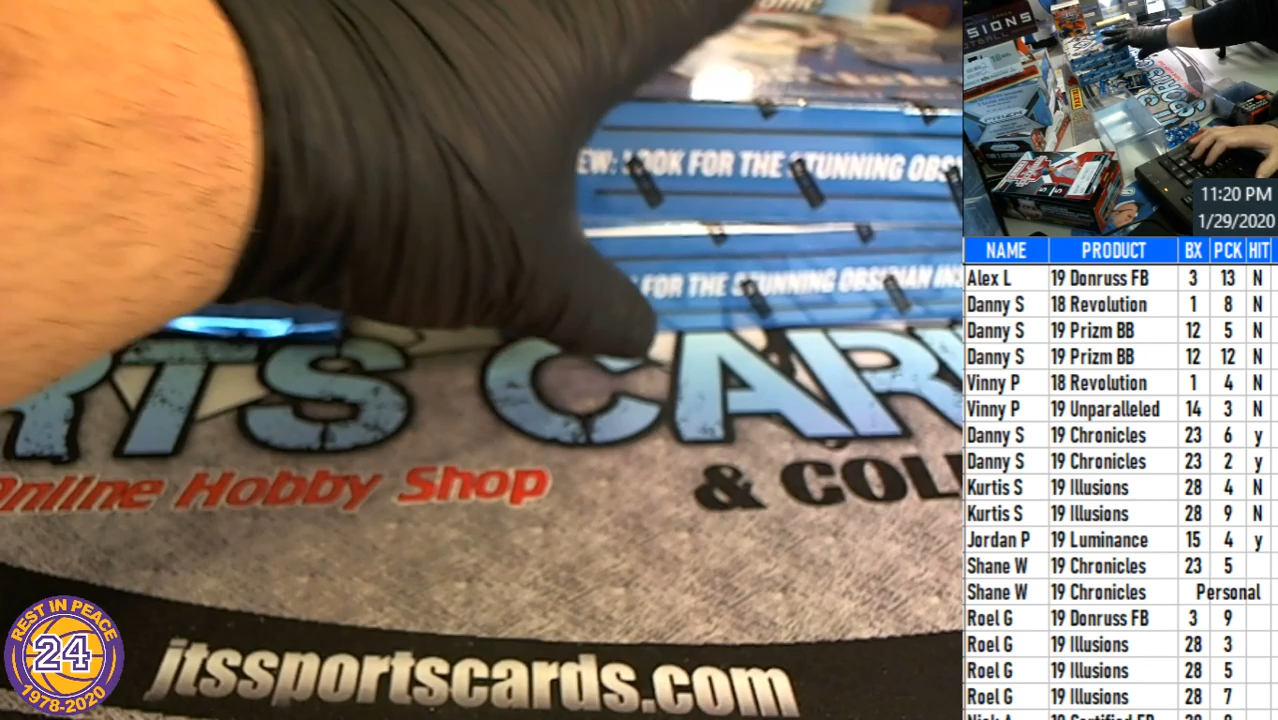 EW: LOOK FOR THE STUNNING OBS
FOR THE STUNNING OBSIDIAN INS
RTS CAR
Online Hobby Shop
& COL
jtssportscards.com
REST IN PEACE
24
1978-2020
SIONS
11:20 PM
1/29/2020
NAME PRODUCT BX PCK HIT
Alex L 19 Donruss FB 3 13 N
Danny S 18 Revolution 1 8 N
Danny S 19 Prizm BB 12 5 N
Danny S 19 Prizm BB 12 12 N
Vinny P 18 Revolution 1 4 N
Vinny P 19 Unparalleled 14 3 N
Danny S 19 Chronicles 23 6 y
Danny S 19 Chronicles 23 2 y
Kurtis S 19 Illusions 28 4 N
Kurtis S 19 Illusions 28 9 N
Jordan P 19 Luminance 15 4 y
Shane W 19 Chronicles 23 5
Shane W 19 Chronicles Personal
Roel G 19 Donruss FB 3 9
Roel G 19 Illusions 28 3
Roel G 19 Illusions 28 5
Roel G 19 Illusions 28 7